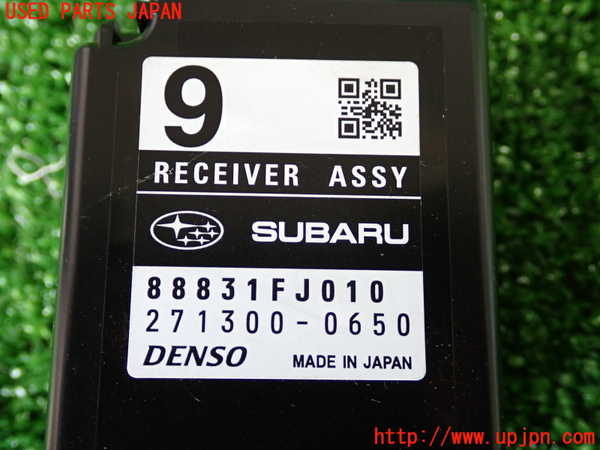 USED PARTS JAPAN
9
RECEIVER ASSY
SUBARU
88831FJ010
271300-0650
DENSO
MADE IN JAPAN
http://www.upjpn.com/